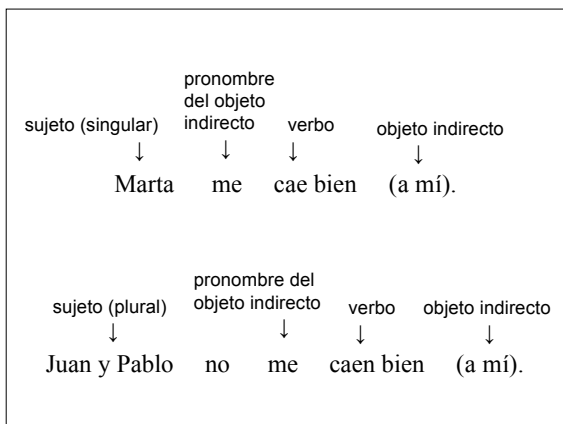 pronombre
del objeto
indirecto
sujeto (singular) verbo objeto indirecto
↓ ↓ ↓ ↓
Marta me cae bien (a mí).
pronombre del
objeto indirecto
sujeto (plural) verbo objeto indirecto
↓ ↓ ↓ ↓
Juan y Pablo no me caen bien (a mí).